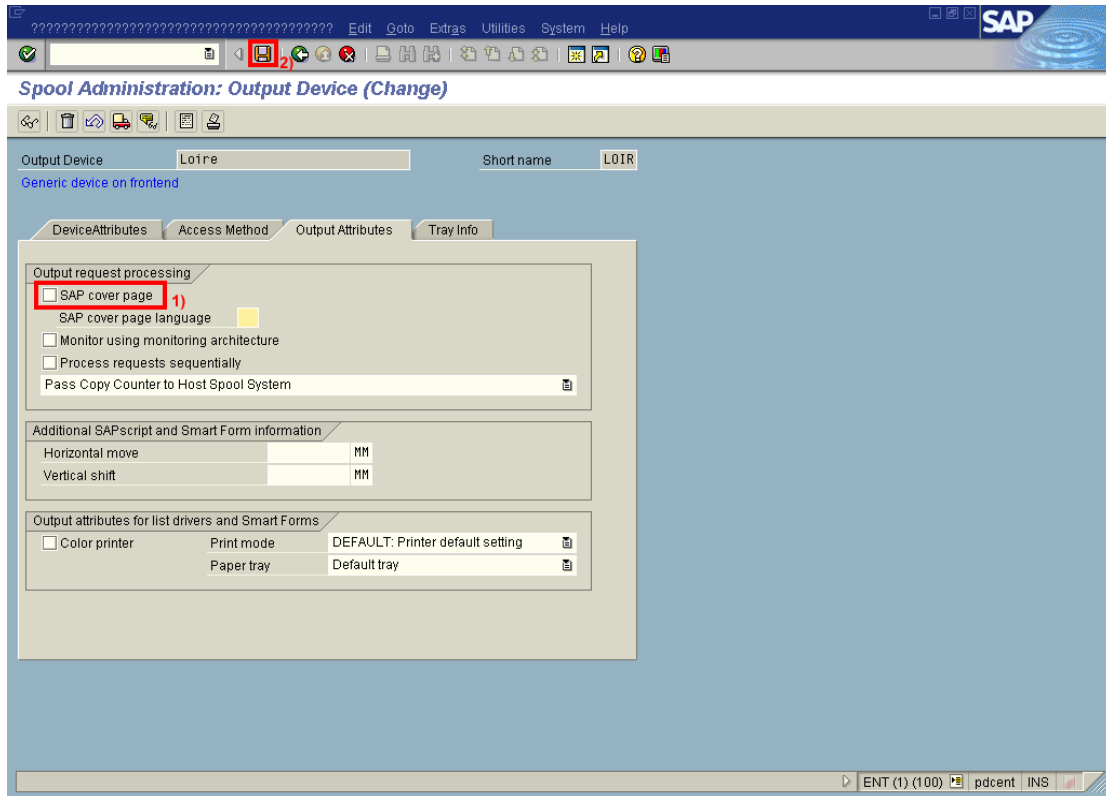 ????????????????????????????????????????  Edit  Goto  Extras  Utilities  System  Help
SAP
2)
Spool Administration: Output Device (Change)
Output Device  Loire  Short name  LOIR
Generic device on frontend
DeviceAttributes  Access Method  Output Attributes  Tray Info
Output request processing
SAP cover page  1)
SAP cover page language
Monitor using monitoring architecture
Process requests sequentially
Pass Copy Counter to Host Spool System
Additional SAPscript and Smart Form information
Horizontal move  MM
Vertical shift  MM
Output attributes for list drivers and Smart Forms
Color printer  Print mode  DEFAULT: Printer default setting
Paper tray  Default tray
ENT (1) (100)  pdcent  INS